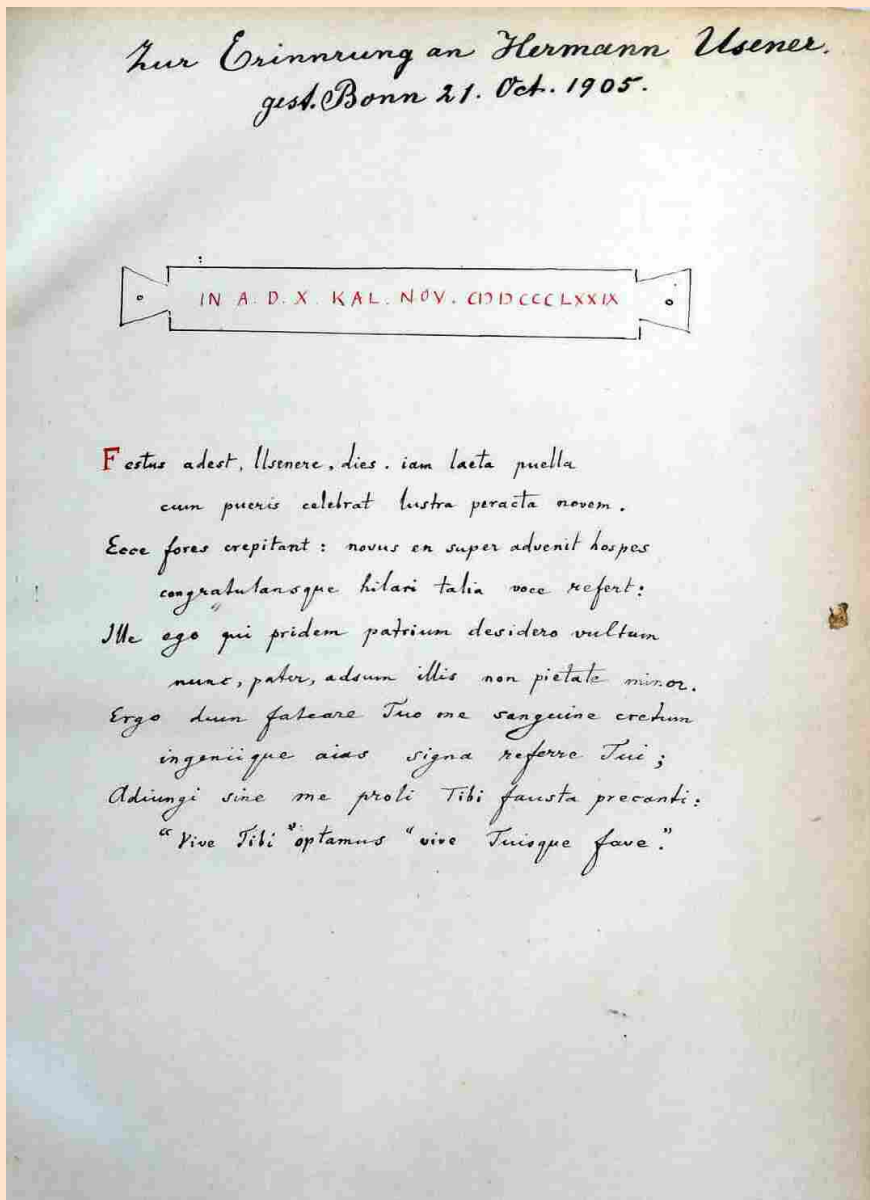 Zur Erinnrung an Hermann Usener.
gest. Bonn 21. Oct. 1905.
IN A. D. X. KAL. NOV. CIƆIƆCCCLXXIX
Festus adest, Usenere, dies. iam laeta puella
cum pueris celebrat lustra peracta novem.
Ecce fores crepitant: novus en super advenit hospes
congratulansque hilari talia voce refert:
Ille ego qui pridem patrium desidero vultum
nunc, pater, adsum illis non pietate minor.
Ergo dum fateare Tuo me sanguine cretum
ingeniique aias signa referre Tui;
Adiungi sine me proli Tibi fausta precanti:
"Vive Tibi" optamus "vive Tuisque fave."